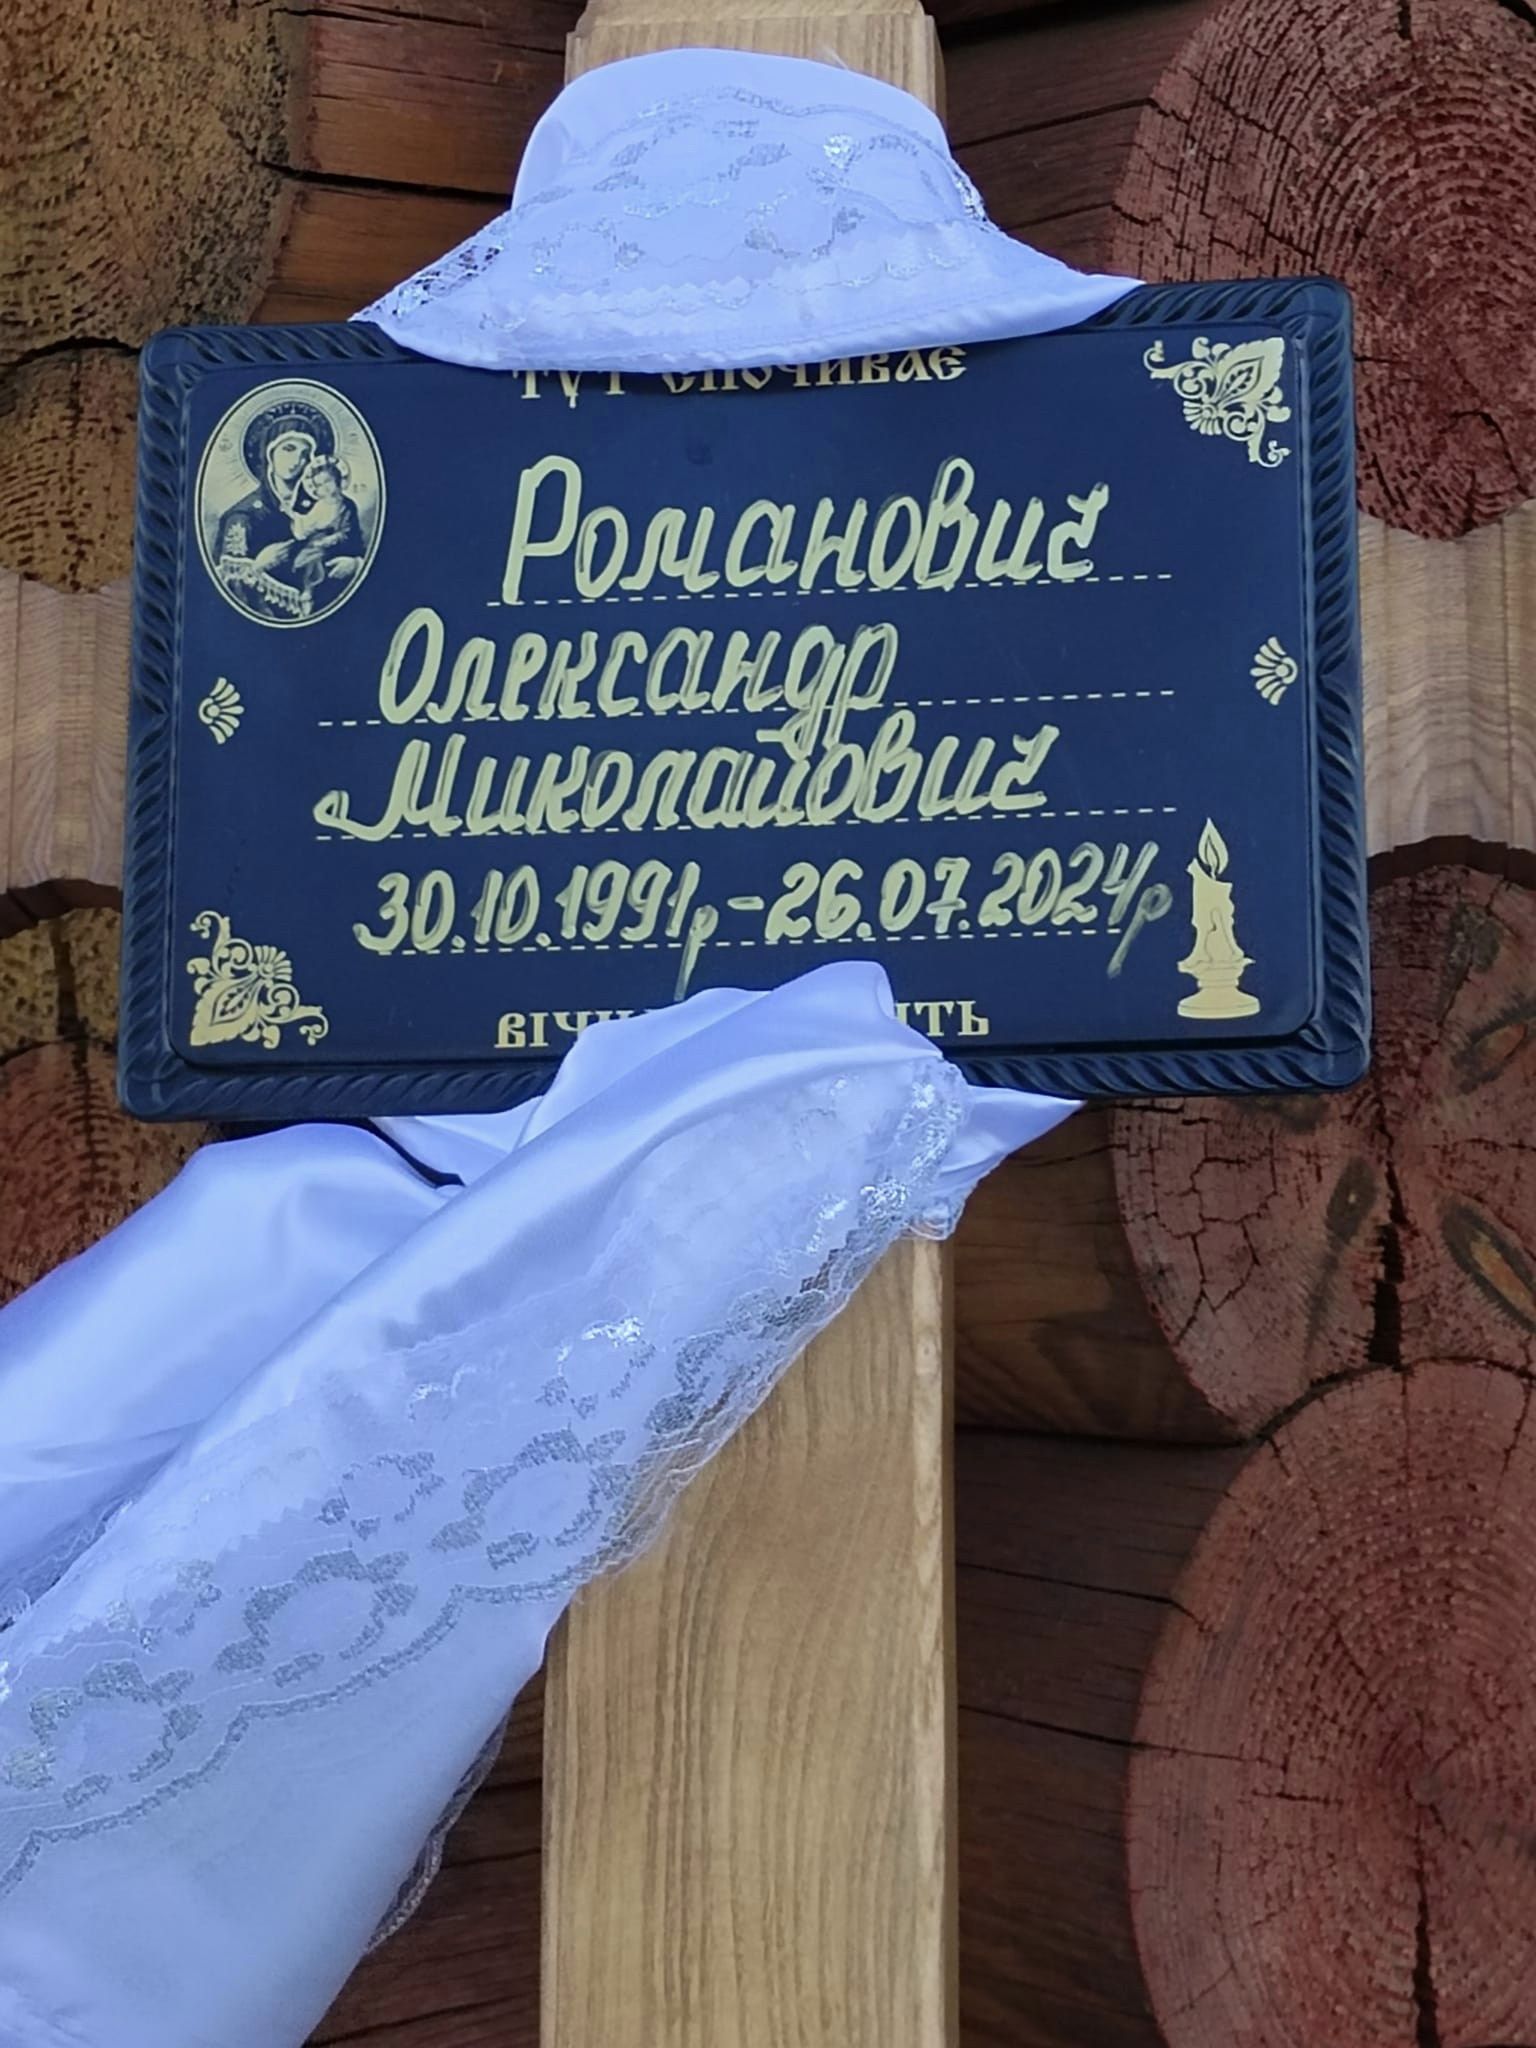 ТУТ СПОЧИВАЄ
Романович
Олександр
Миколайович
30.10.1991р-26.07.2024р